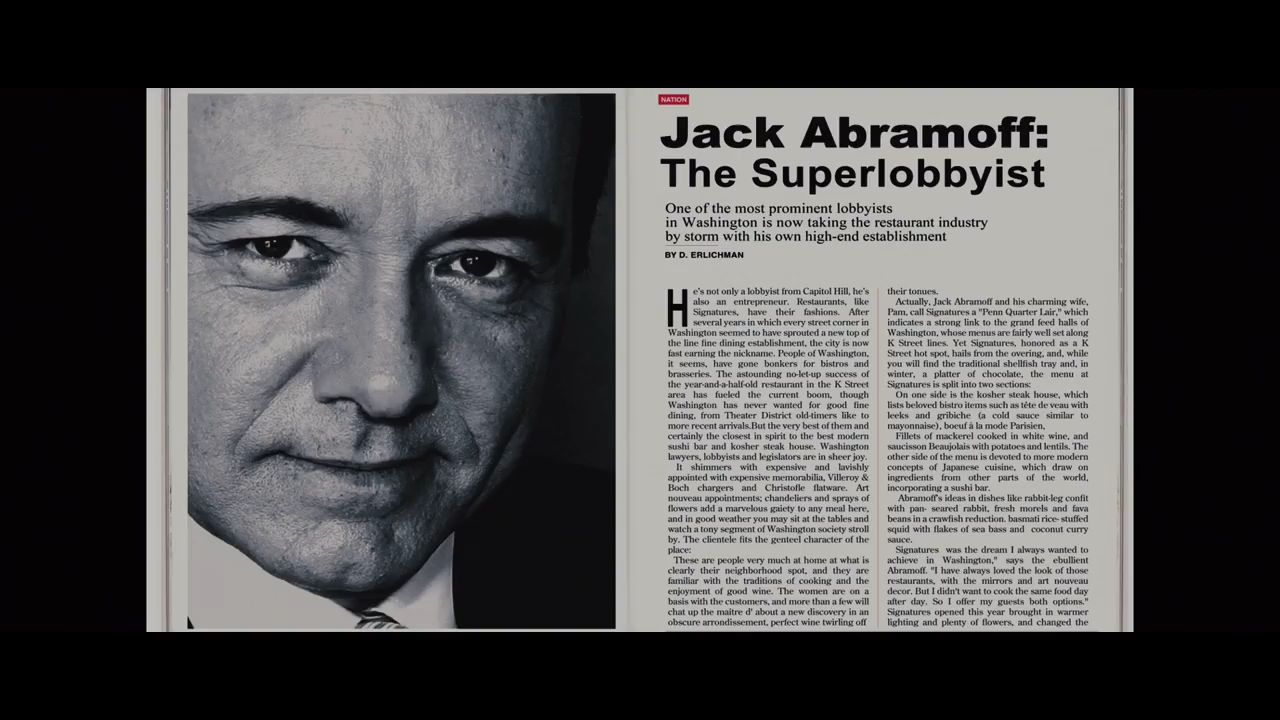 NATION
Jack Abramoff:
The Superlobbyist
One of the most prominent lobbyists
in Washington is now taking the restaurant industry
by storm with his own high-end establishment
BY D. ERLICHMAN
He's not only a lobbyist from Capitol Hill, he's
also an entrepreneur. Restaurants, like
Signatures, have their fashions. After
several years in which every street corner in
Washington seemed to have sprouted a new top of
the line fine dining establishment, the city is now
fast earning the nickname. People of Washington,
it seems, have gone bonkers for bistros and
brasseries. The astounding no-let-up success of
the year-and-a-half-old restaurant in the K Street
area has fueled the current boom, though
Washington has never wanted for good fine
dining, from Theater District old-timers like to
more recent arrivals.But the very best of them and
certainly the closest in spirit to the best modern
sushi bar and kosher steak house. Washington
lawyers, lobbyists and legislators are in sheer joy.
It shimmers with expensive and lavishly
appointed with expensive memorabilia, Villeroy &
Boch chargers and Christofle flatware. Art
nouveau appointments; chandeliers and sprays of
flowers add a marvelous gaiety to any meal here,
and in good weather you may sit at the tables and
watch a tony segment of Washington society stroll
by. The clientele fits the genteel character of the
place:
These are people very much at home at what is
clearly their neighborhood spot, and they are
familiar with the traditions of cooking and the
enjoyment of good wine. The women are on a
basis with the customers, and more than a few will
chat up the maître d' about a new discovery in an
obscure arrondissement, perfect wine twirling off
their tonues.
Actually, Jack Abramoff and his charming wife,
Pam, call Signatures a "Penn Quarter Lair," which
indicates a strong link to the grand feed halls of
Washington, whose menus are fairly well set along
K Street lines. Yet Signatures, honored as a K
Street hot spot, hails from the overing, and, while
you will find the traditional shellfish tray and, in
winter, a platter of chocolate, the menu at
Signatures is split into two sections:
On one side is the kosher steak house, which
lists beloved bistro items such as tête de veau with
leeks and gribiche (a cold sauce similar to
mayonnaise), boeuf à la mode Parisien,
Fillets of mackerel cooked in white wine, and
saucisson Beaujolais with potatoes and lentils. The
other side of the menu is devoted to more modern
concepts of Japanese cuisine, which draw on
ingredients from other parts of the world,
incorporating a sushi bar.
Abramoff's ideas in dishes like rabbit-leg confit
with pan- seared rabbit, fresh morels and fava
beans in a crawfish reduction. basmati rice- stuffed
squid with flakes of sea bass and coconut curry
sauce.
Signatures was the dream I always wanted to
achieve in Washington," says the ebullient
Abramoff. "I have always loved the look of those
restaurants, with the mirrors and art nouveau
decor. But I didn't want to cook the same food day
after day. So I offer my guests both options."
Signatures opened this year brought in warmer
lighting and plenty of flowers, and changed the